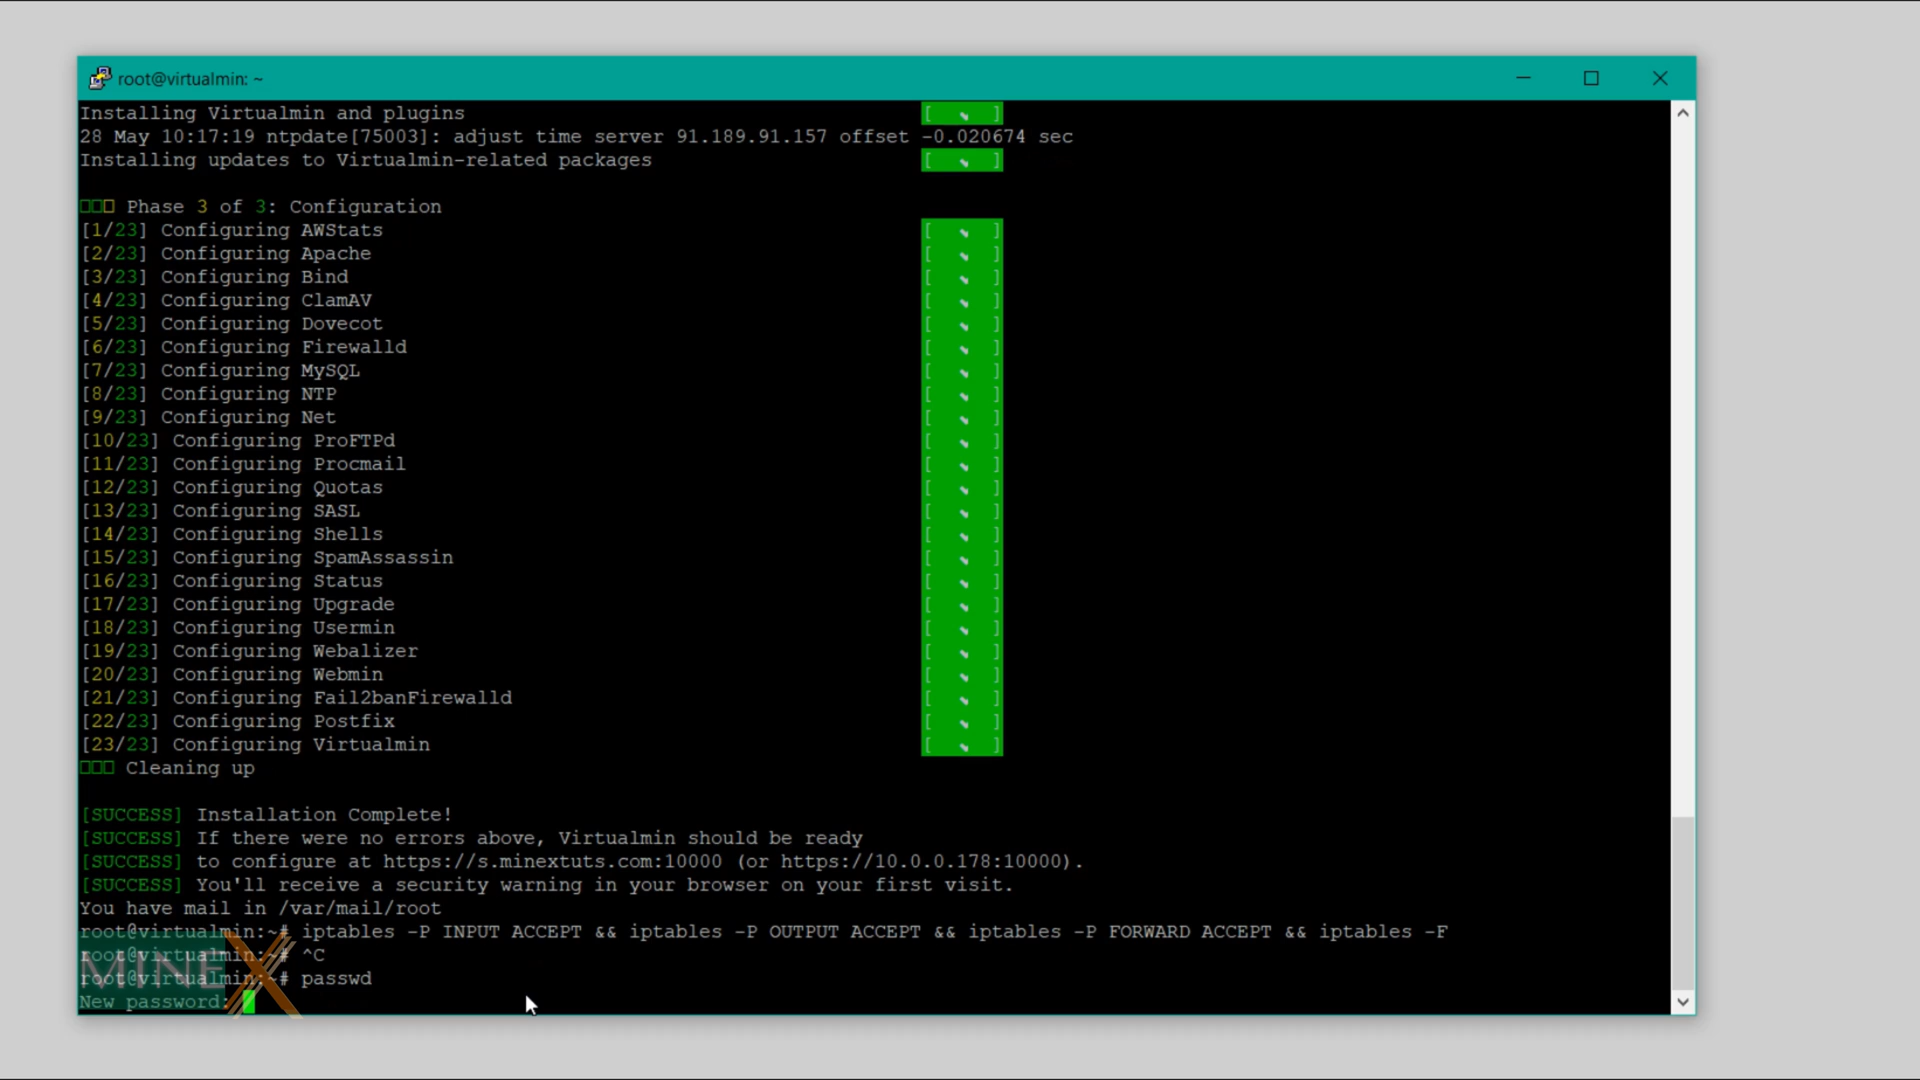 root@virtualmin: ~
Installing Virtualmin and plugins [ ]
28 May 10:17:19 ntpdate[75003]: adjust time server 91.189.91.157 offset -0.020674 sec
Installing updates to Virtualmin-related packages [ ]
□□□ Phase 3 of 3: Configuration
[1/23] Configuring AWStats [ ]
[2/23] Configuring Apache [ ]
[3/23] Configuring Bind [ ]
[4/23] Configuring ClamAV [ ]
[5/23] Configuring Dovecot [ ]
[6/23] Configuring Firewalld [ ]
[7/23] Configuring MySQL [ ]
[8/23] Configuring NTP [ ]
[9/23] Configuring Net [ ]
[10/23] Configuring ProFTPd [ ]
[11/23] Configuring Procmail [ ]
[12/23] Configuring Quotas [ ]
[13/23] Configuring SASL [ ]
[14/23] Configuring Shells [ ]
[15/23] Configuring SpamAssassin [ ]
[16/23] Configuring Status [ ]
[17/23] Configuring Upgrade [ ]
[18/23] Configuring Usermin [ ]
[19/23] Configuring Webalizer [ ]
[20/23] Configuring Webmin [ ]
[21/23] Configuring Fail2banFirewalld [ ]
[22/23] Configuring Postfix [ ]
[23/23] Configuring Virtualmin [ ]
□□□ Cleaning up
[SUCCESS] Installation Complete!
[SUCCESS] If there were no errors above, Virtualmin should be ready
[SUCCESS] to configure at https://s.minextuts.com:10000 (or https://10.0.0.178:10000).
[SUCCESS] You'll receive a security warning in your browser on your first visit.
You have mail in /var/mail/root
root@virtualmin:~# iptables -P INPUT ACCEPT && iptables -P OUTPUT ACCEPT && iptables -P FORWARD ACCEPT && iptables -F
root@virtualmin:~# ^C
root@virtualmin:~# passwd
New password:
MINEX